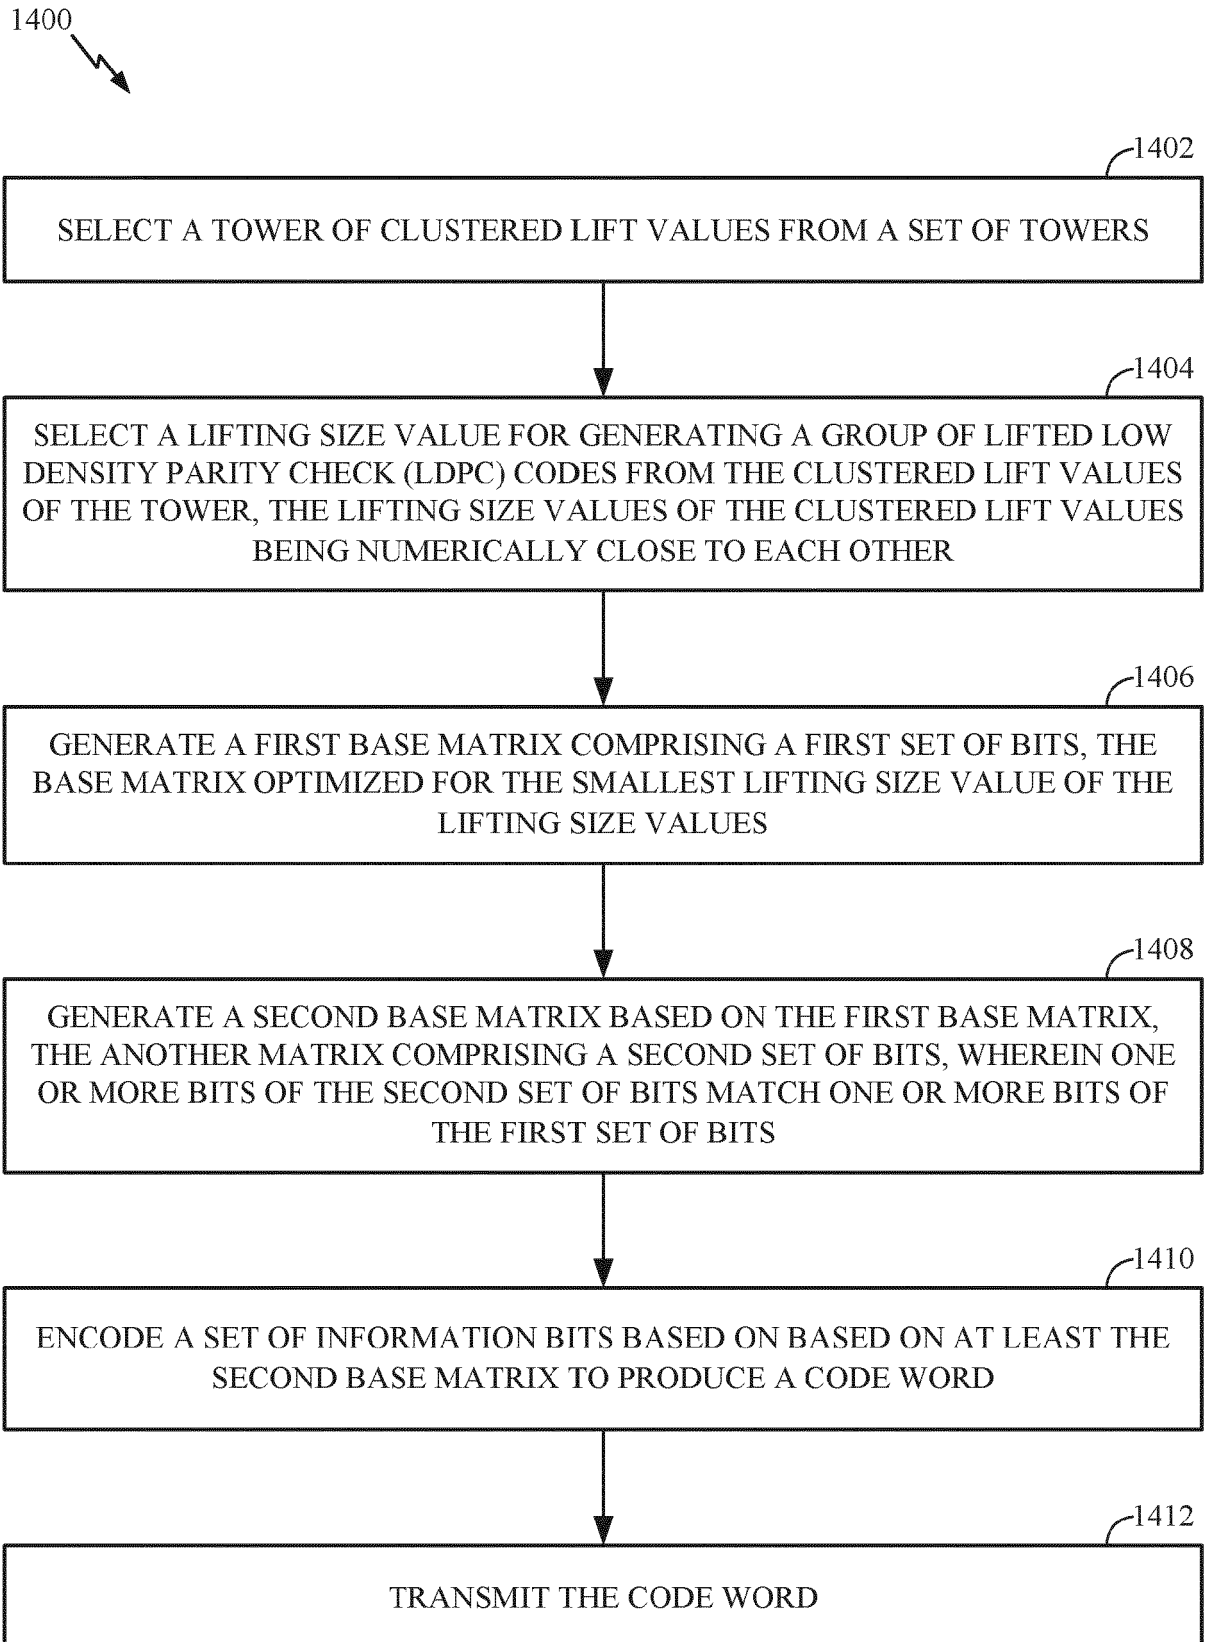 1400
1402
SELECT A TOWER OF CLUSTERED LIFT VALUES FROM A SET OF TOWERS
1404
SELECT A LIFTING SIZE VALUE FOR GENERATING A GROUP OF LIFTED LOW
DENSITY PARITY CHECK (LDPC) CODES FROM THE CLUSTERED LIFT VALUES
OF THE TOWER, THE LIFTING SIZE VALUES OF THE CLUSTERED LIFT VALUES
BEING NUMERICALLY CLOSE TO EACH OTHER
1406
GENERATE A FIRST BASE MATRIX COMPRISING A FIRST SET OF BITS, THE
BASE MATRIX OPTIMIZED FOR THE SMALLEST LIFTING SIZE VALUE OF THE
LIFTING SIZE VALUES
1408
GENERATE A SECOND BASE MATRIX BASED ON THE FIRST BASE MATRIX,
THE ANOTHER MATRIX COMPRISING A SECOND SET OF BITS, WHEREIN ONE
OR MORE BITS OF THE SECOND SET OF BITS MATCH ONE OR MORE BITS OF
THE FIRST SET OF BITS
1410
ENCODE A SET OF INFORMATION BITS BASED ON BASED ON AT LEAST THE
SECOND BASE MATRIX TO PRODUCE A CODE WORD
1412
TRANSMIT THE CODE WORD